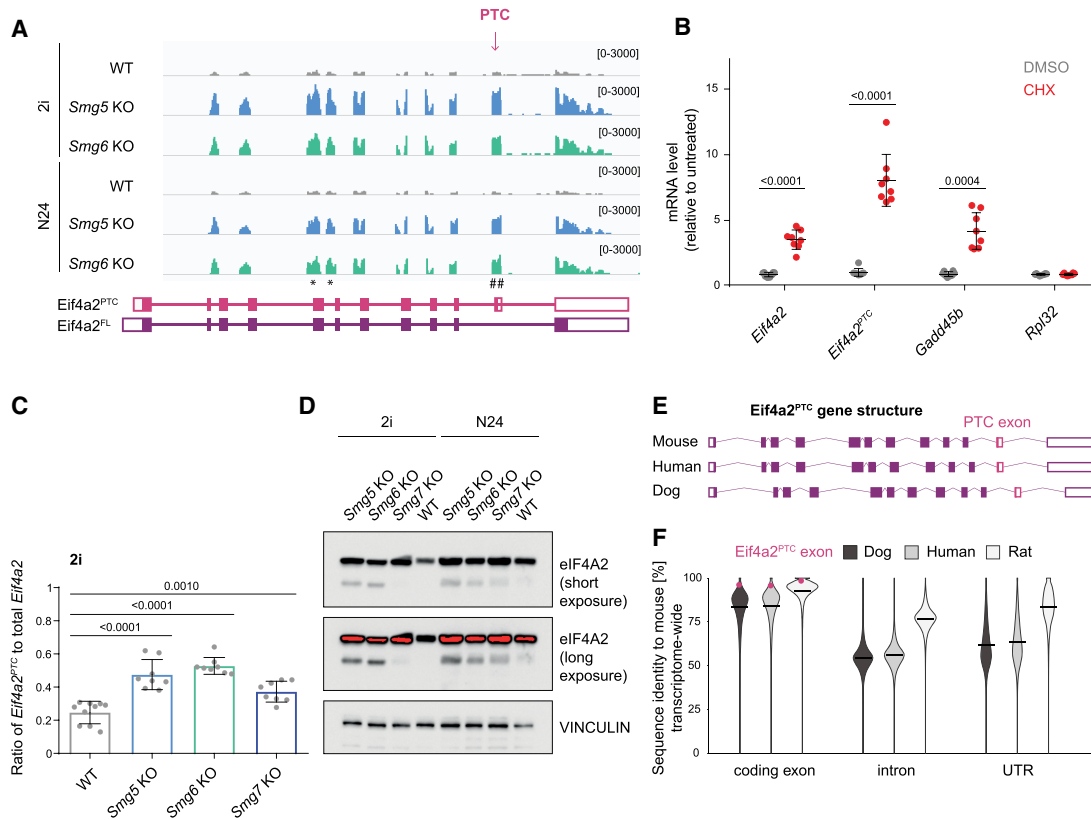 A
PTC
2i
WT
[0-3000]
Smg5 KO
[0-3000]
Smg6 KO
[0-3000]
N24
WT
[0-3000]
Smg5 KO
[0-3000]
Smg6 KO
[0-3000]
* * ##
Eif4a2PTC
Eif4a2FL
B
DMSO
CHX
mRNA level
(relative to untreated)
15
10
5
0
<0.0001
<0.0001
0.0004
Eif4a2
Eif4a2PTC
Gadd45b
Rpl32
C
2i
Ratio of Eif4a2PTC to total Eif4a2
1
0.8
0.6
0.4
0.2
0
0.0010
<0.0001
<0.0001
WT
Smg5 KO
Smg6 KO
Smg7 KO
D
2i
N24
Smg5 KO
Smg6 KO
Smg7 KO
WT
Smg5 KO
Smg6 KO
Smg7 KO
WT
eIF4A2
(short
exposure)
eIF4A2
(long
exposure)
VINCULIN
E
Eif4a2PTC gene structure
PTC exon
Mouse
Human
Dog
F
Eif4a2PTC exon
Dog
Human
Rat
Sequence identity to mouse [%]
transcriptome-wide
100
75
50
25
0
100
50
0
coding exon
intron
UTR